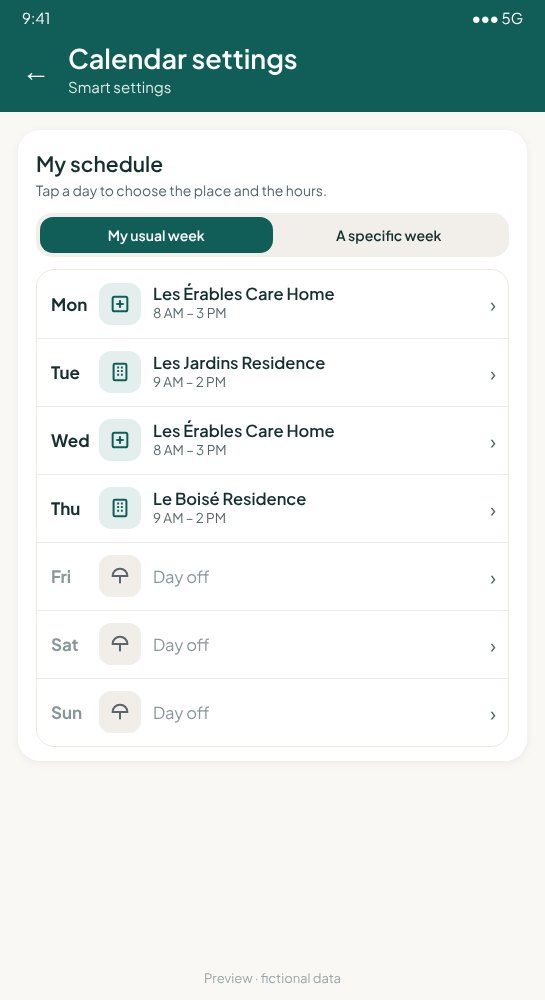 9:41
●●● 5G
←
Calendar settings
Smart settings
My schedule
Tap a day to choose the place and the hours.
My usual week
A specific week
Mon
Les Érables Care Home
8 AM – 3 PM
›
Tue
Les Jardins Residence
9 AM – 2 PM
›
Wed
Les Érables Care Home
8 AM – 3 PM
›
Thu
Le Boisé Residence
9 AM – 2 PM
›
Fri
Day off
›
Sat
Day off
›
Sun
Day off
›
Preview · fictional data